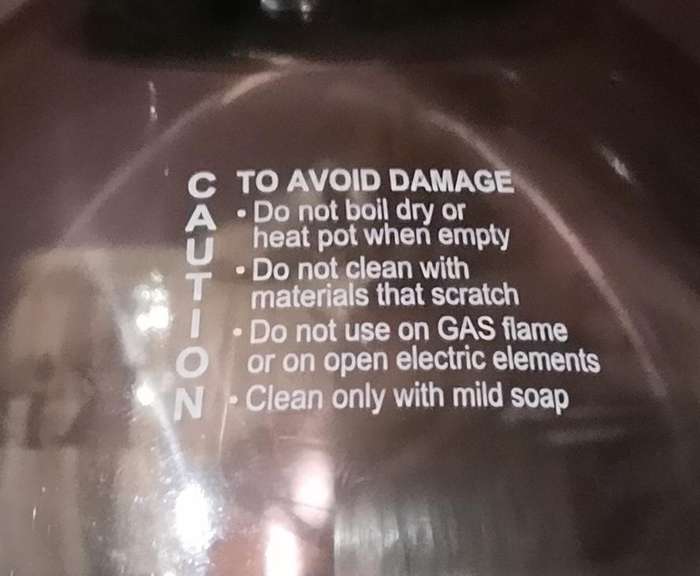 CAUTION
TO AVOID DAMAGE
• Do not boil dry or
heat pot when empty
• Do not clean with
materials that scratch
• Do not use on GAS flame
or on open electric elements
• Clean only with mild soap